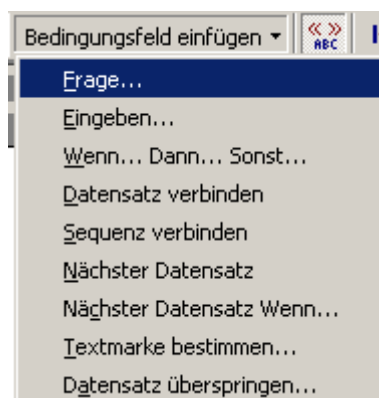 Bedingungsfeld einfügen
« »
ABC
Frage...
Eingeben...
Wenn... Dann... Sonst...
Datensatz verbinden
Sequenz verbinden
Nächster Datensatz
Nächster Datensatz Wenn...
Textmarke bestimmen...
Datensatz überspringen...